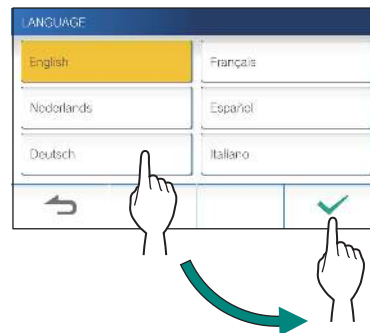 LANGUAGE
English
Français
Nederlands
Español
Deutsch
Italiano